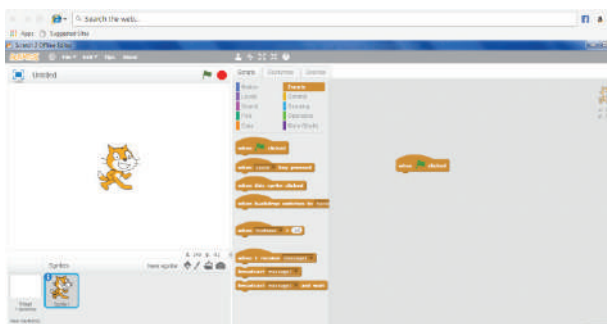 Search the web...
Apps
Suggested Sites
Scratch 2 Offline Editor
File
Edit
Tips
About
Untitled
Scripts
Costumes
Sounds
Motion
Events
Looks
Control
Sound
Sensing
Pen
Operators
Data
More Blocks
when clicked
when space key pressed
when this sprite clicked
when backdrop switches to
when loudness > 10
when I receive message1
broadcast message1
broadcast message1 and wait
when clicked
Sprites
New sprite:
Stage
Sprite1